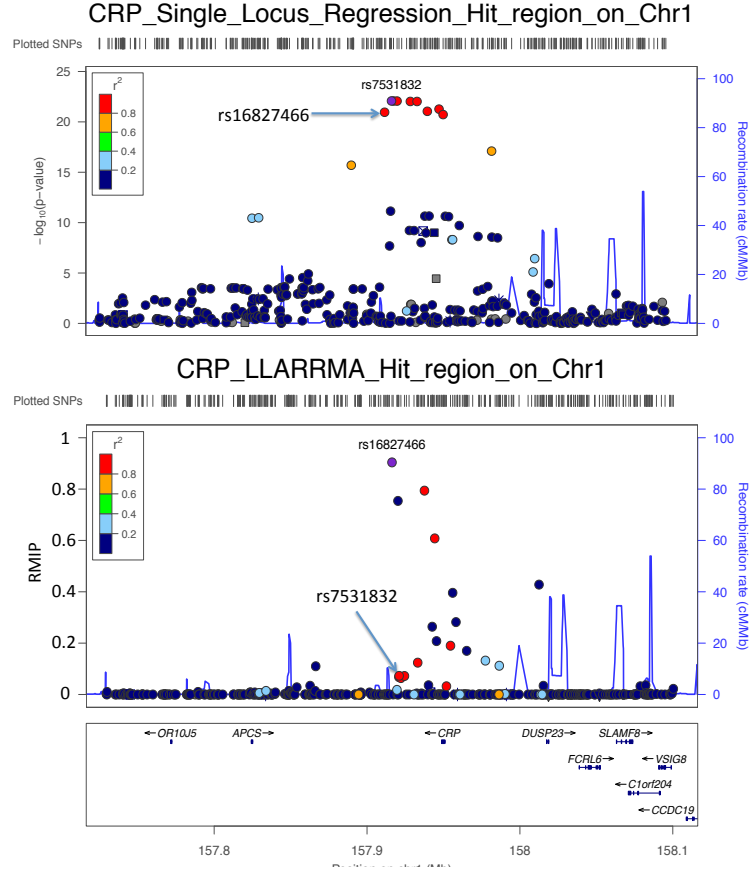 CRP_Single_Locus_Regression_Hit_region_on_Chr1
Plotted SNPs
25
20
15
10
5
0
− log10(p−value)
r2
0.8
0.6
0.4
0.2
rs7531832
rs16827466
100
80
60
40
20
0
Recombination rate (cM/Mb)
CRP_LLARRMA_Hit_region_on_Chr1
Plotted SNPs
1
0.8
0.6
0.4
0.2
0
RMIP
r2
0.8
0.6
0.4
0.2
rs16827466
rs7531832
100
80
60
40
20
0
Recombination rate (cM/Mb)
←OR10J5 APCS→ ←CRP DUSP23→ SLAMF8→
FCRL6→ ←VSIG8
←C1orf204
←CCDC19
157.8 157.9 158 158.1
Position on chr1 (Mb)